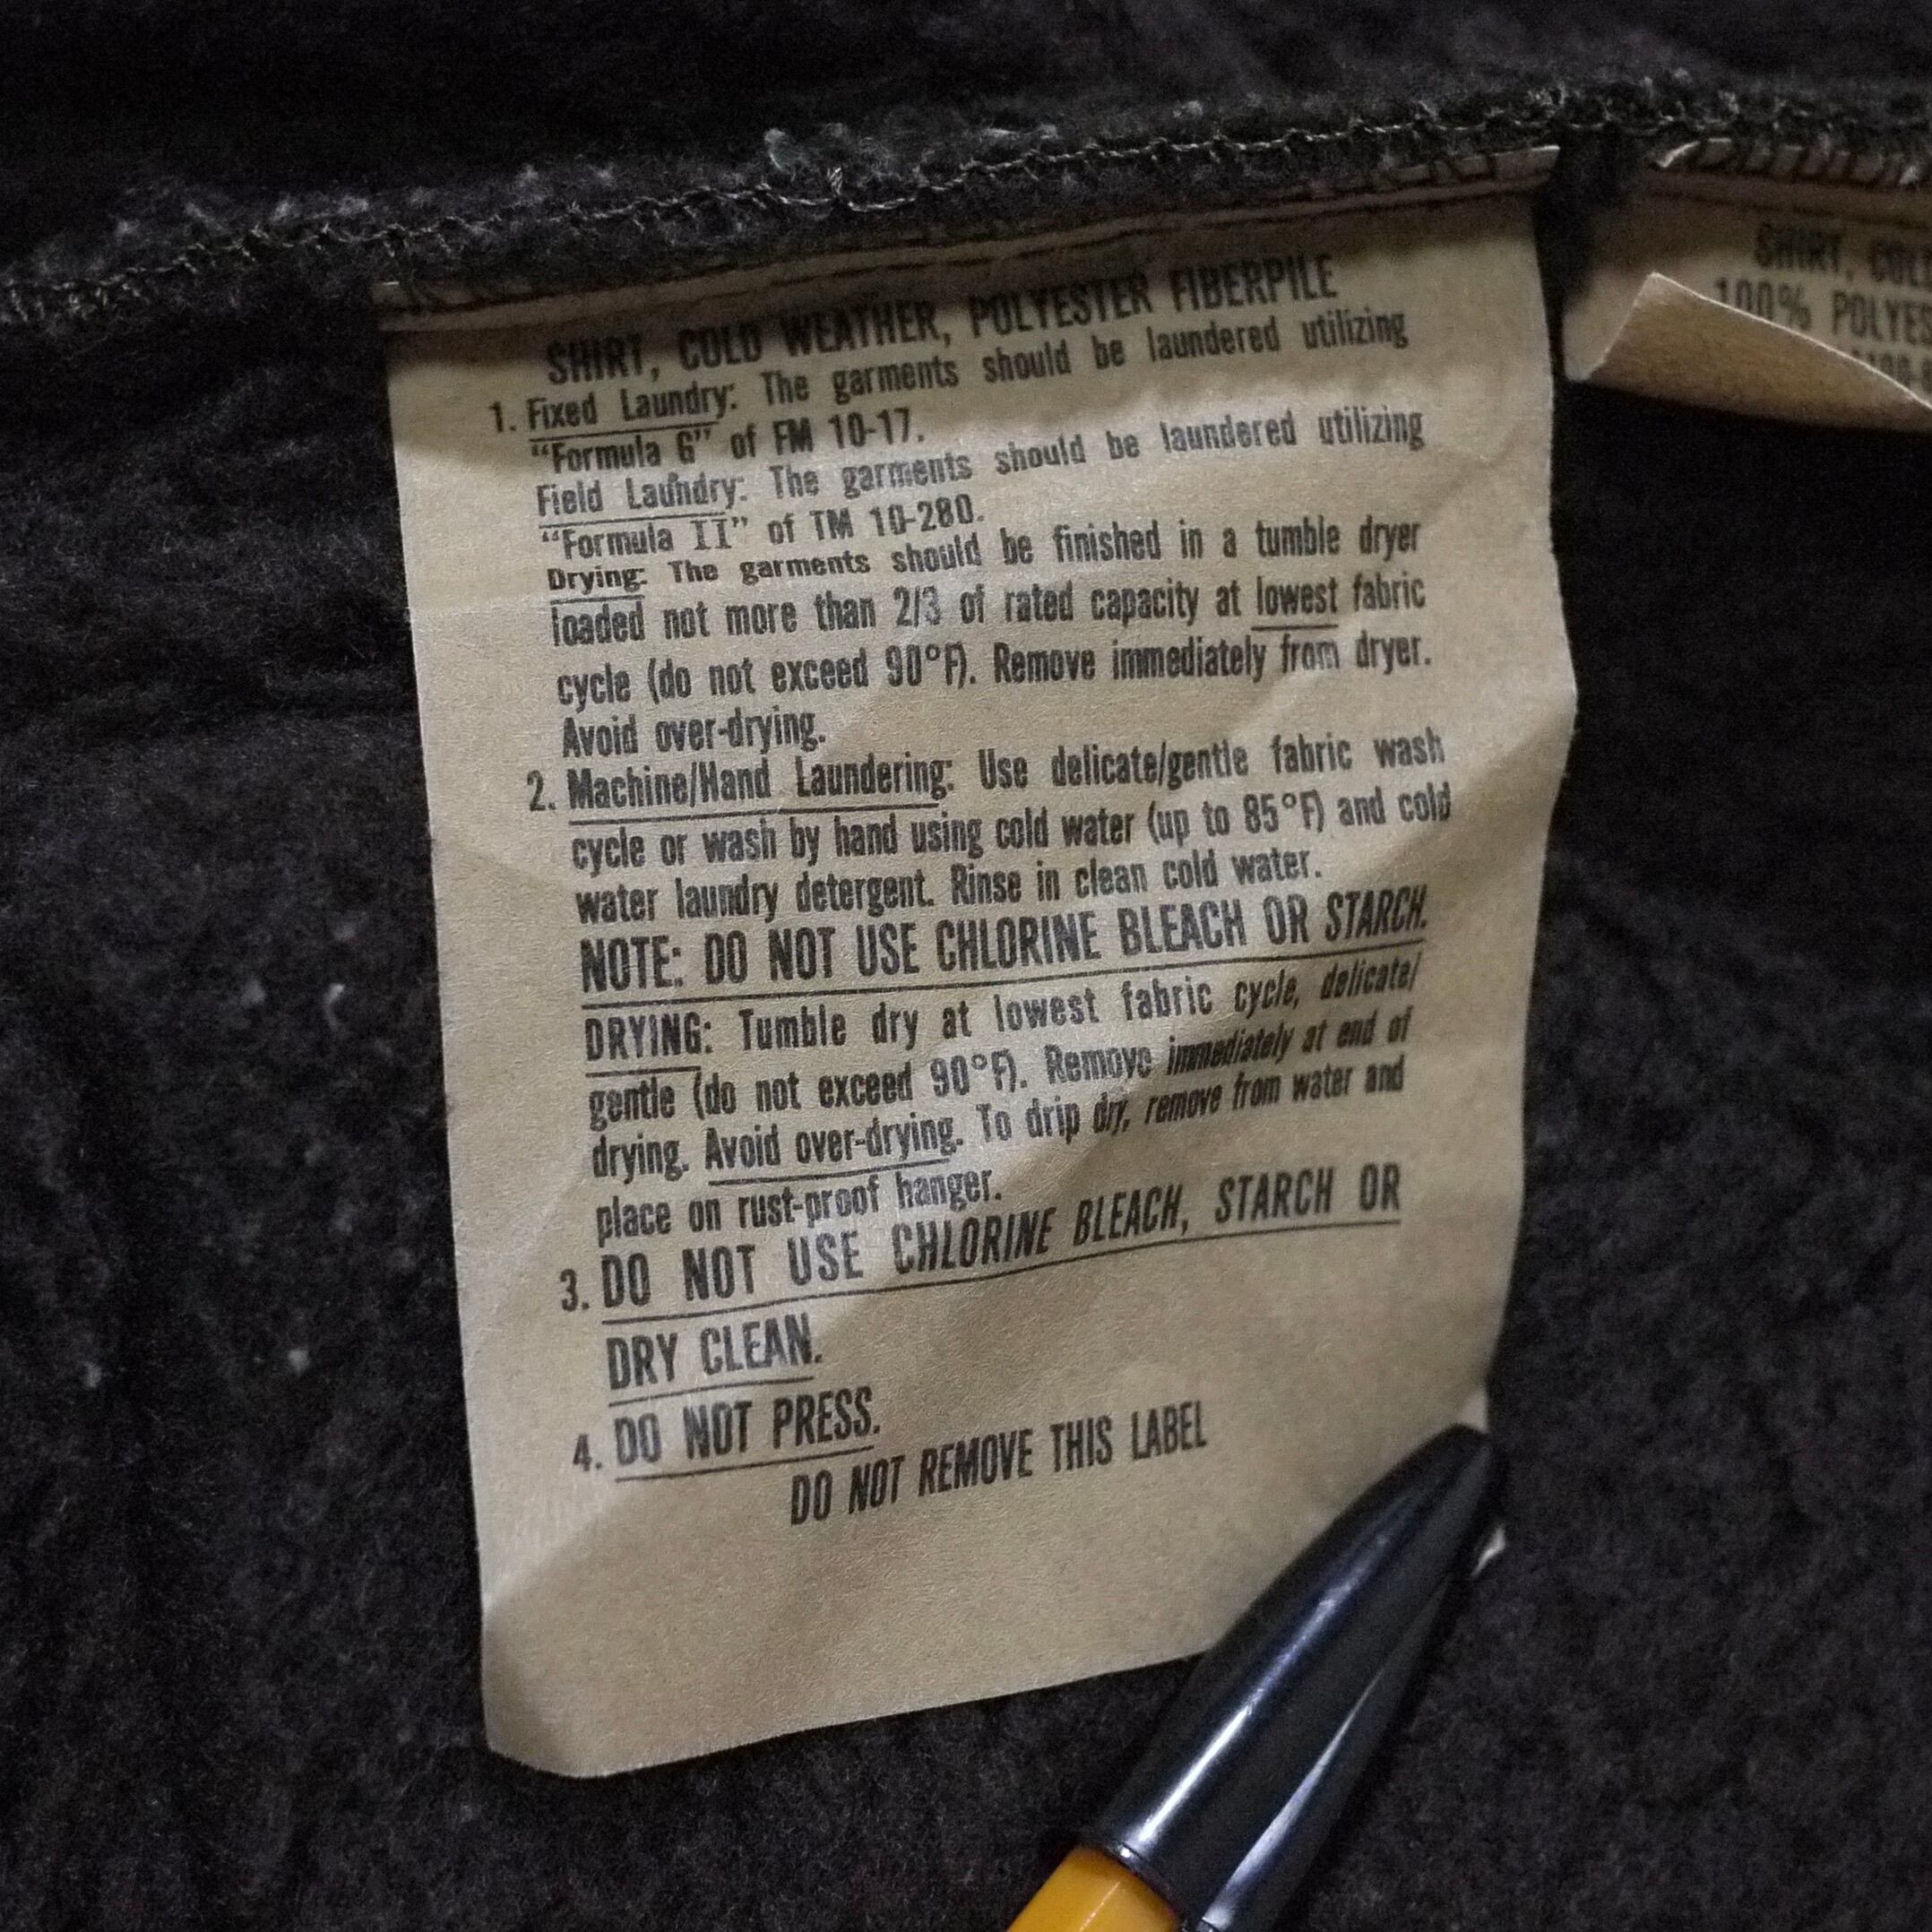 SHIRT, COLD WEATHER, POLYESTER FIBERPILE
1. Fixed Laundry: The garments should be laundered utilizing
“Formula G” of FM 10-17.
Field Laundry: The garments should be laundered utilizing
“Formula II” of TM 10-280.
Drying: The garments should be finished in a tumble dryer
loaded not more than 2/3 of rated capacity at lowest fabric
cycle (do not exceed 90°F). Remove immediately from dryer.
Avoid over-drying.
2. Machine/Hand Laundering: Use delicate/gentle fabric wash
cycle or wash by hand using cold water (up to 85°F) and cold
water laundry detergent. Rinse in clean cold water.
NOTE: DO NOT USE CHLORINE BLEACH OR STARCH.
DRYING: Tumble dry at lowest fabric cycle, delicate/
gentle (do not exceed 90°F). Remove immediately at end of
drying. Avoid over-drying. To drip dry, remove from water and
place on rust-proof hanger.
3. DO NOT USE CHLORINE BLEACH, STARCH OR
DRY CLEAN.
4. DO NOT PRESS.
DO NOT REMOVE THIS LABEL
SHIRT, COL
100% POLYES